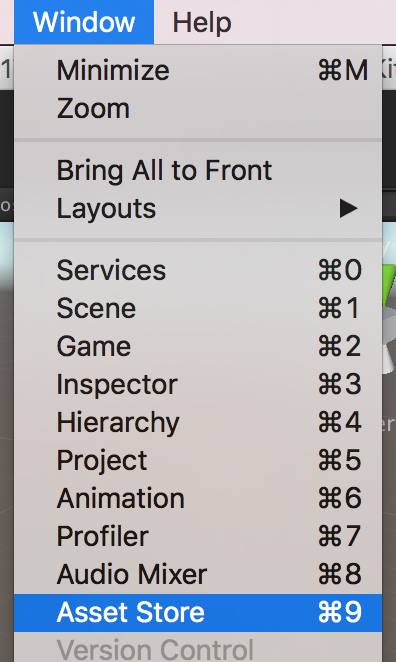 Window Help
Minimize ⌘M
Zoom
Bring All to Front
Layouts ▶
Services ⌘0
Scene ⌘1
Game ⌘2
Inspector ⌘3
Hierarchy ⌘4
Project ⌘5
Animation ⌘6
Profiler ⌘7
Audio Mixer ⌘8
Asset Store ⌘9
Version Control